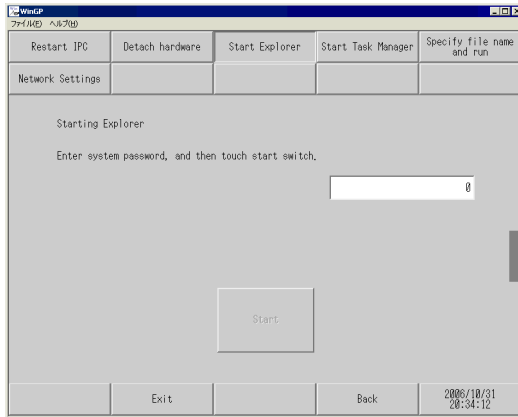 WinGP
ファイル(F) ヘルプ(H)
Restart IPC
Detach hardware
Start Explorer
Start Task Manager
Specify file name
and run
Network Settings
Starting Explorer
Enter system password, and then touch start switch.
0
Start
Exit
Back
2006/10/31
20:34:12